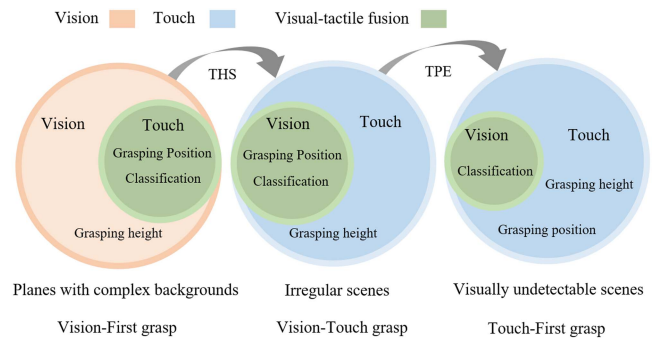 Vision Touch Visual-tactile fusion
THS
TPE
Vision
Touch
Grasping Position
Classification
Grasping height
Vision
Touch
Grasping Position
Classification
Grasping height
Vision
Touch
Classification
Grasping height
Grasping position
Planes with complex backgrounds
Irregular scenes
Visually undetectable scenes
Vision-First grasp
Vision-Touch grasp
Touch-First grasp